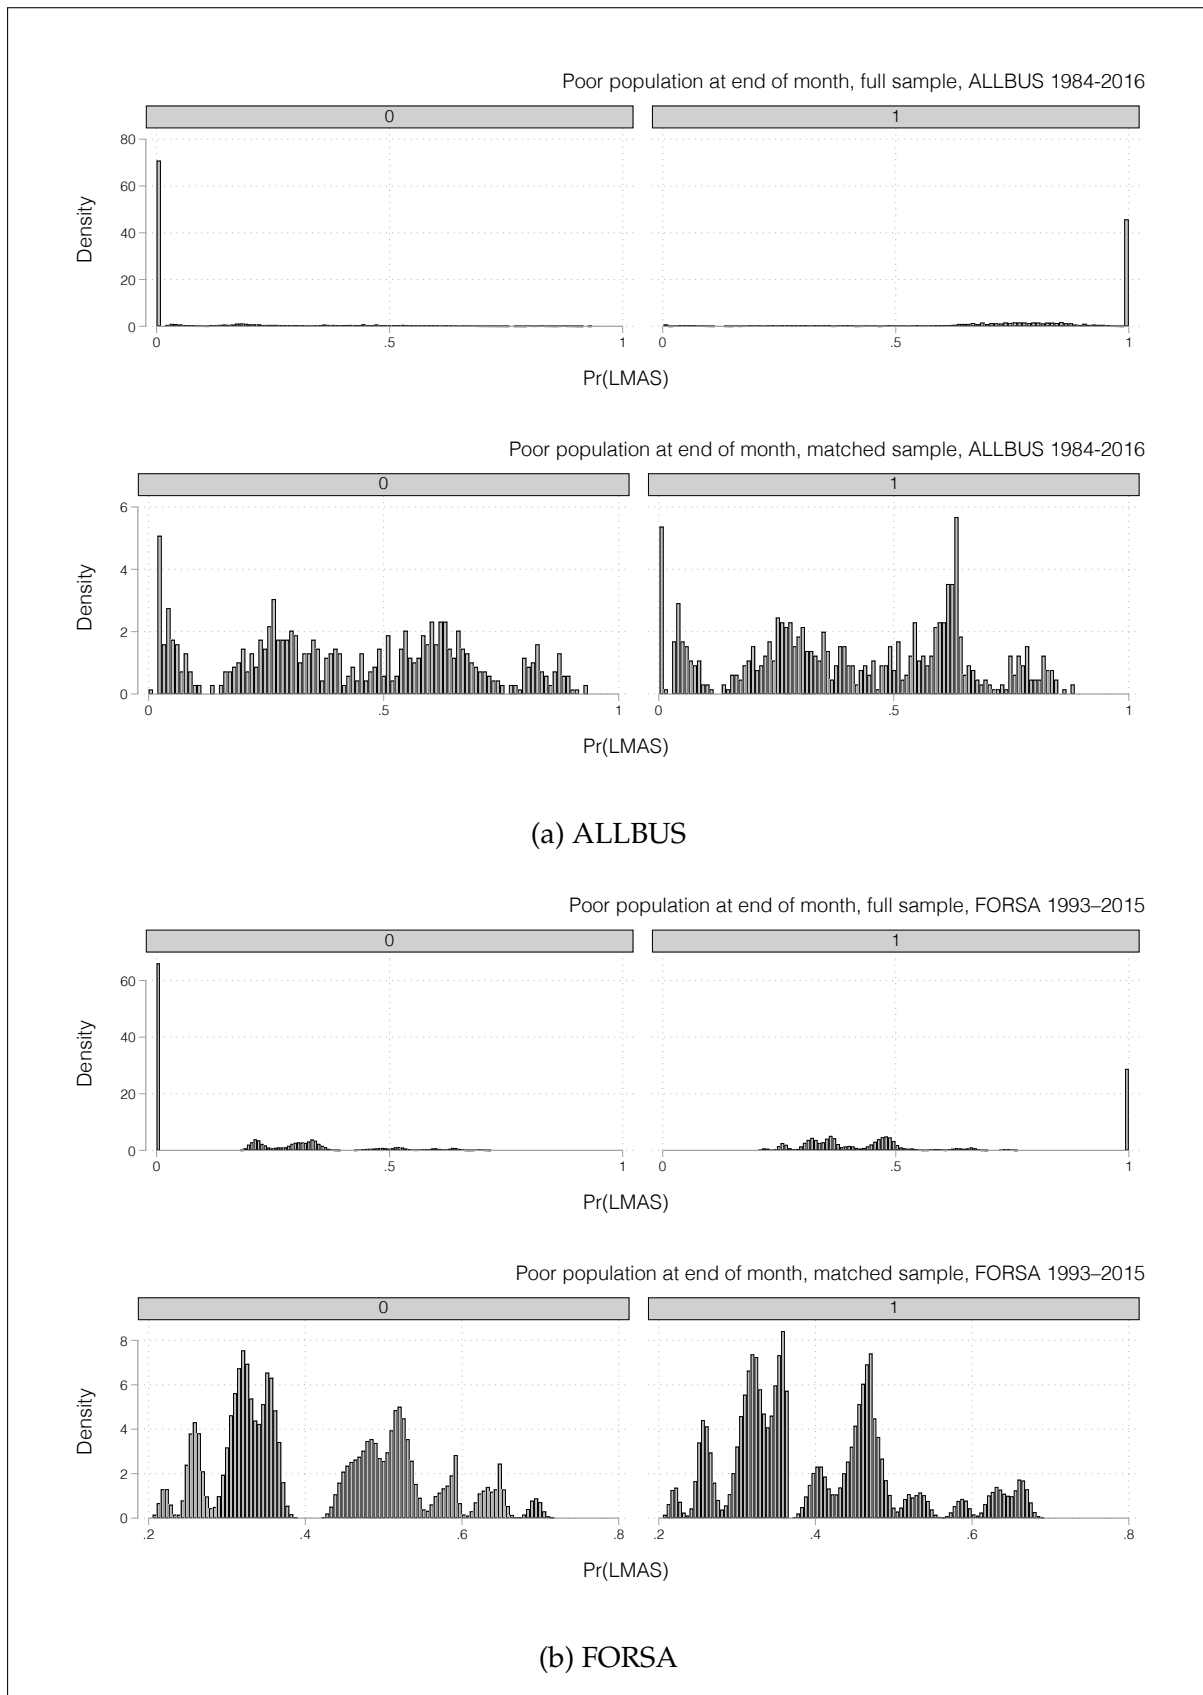 Poor population at end of month, full sample, ALLBUS 1984-2016
0 1
80
60
40
20
0
Density
0 .5 1 0 .5 1
Pr(LMAS)
Poor population at end of month, matched sample, ALLBUS 1984-2016
0 1
6
4
2
0
Density
0 .5 1 0 .5 1
Pr(LMAS)
(a) ALLBUS
Poor population at end of month, full sample, FORSA 1993–2015
0 1
60
40
20
0
Density
0 .5 1 0 .5 1
Pr(LMAS)
Poor population at end of month, matched sample, FORSA 1993–2015
0 1
8
6
4
2
0
Density
.2 .4 .6 .8 .2 .4 .6 .8
Pr(LMAS)
(b) FORSA